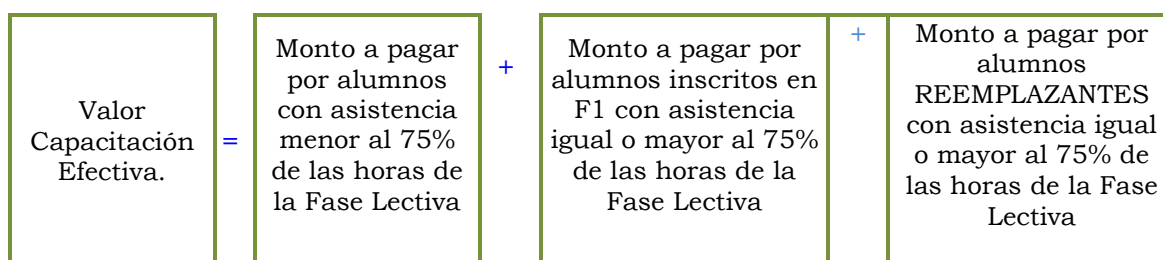 Valor
Capacitación
Efectiva.
=
Monto a pagar
por alumnos
con asistencia
menor al 75%
de las horas de
la Fase Lectiva
+
Monto a pagar por
alumnos inscritos en
F1 con asistencia
igual o mayor al 75%
de las horas de la
Fase Lectiva
+
Monto a pagar por
alumnos
REEMPLAZANTES
con asistencia igual
o mayor al 75% de
las horas de la Fase
Lectiva